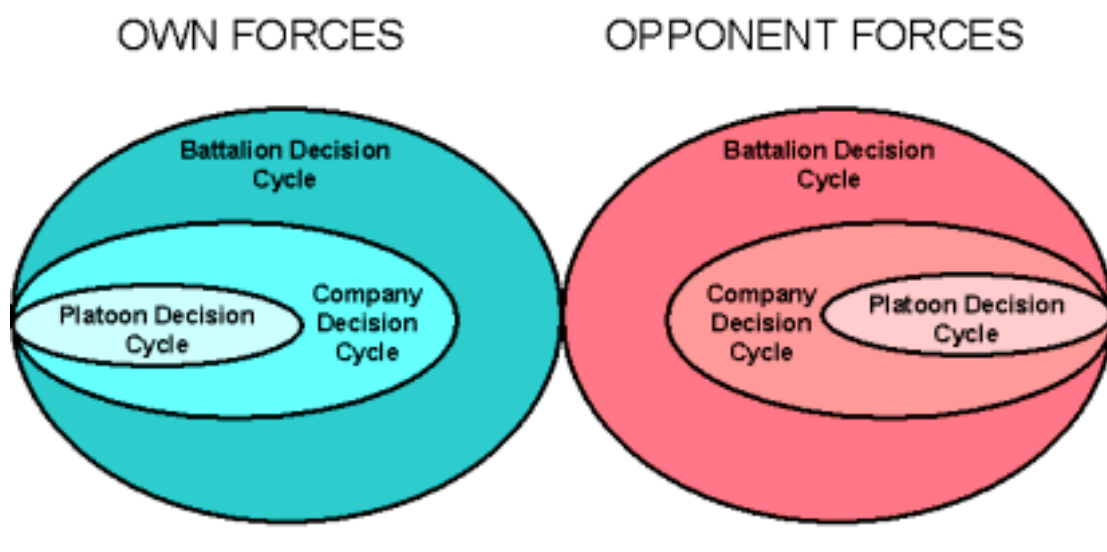 OWN FORCES
OPPONENT FORCES
Battalion Decision
Cycle
Company
Decision
Cycle
Platoon Decision
Cycle
Battalion Decision
Cycle
Company
Decision
Cycle
Platoon Decision
Cycle